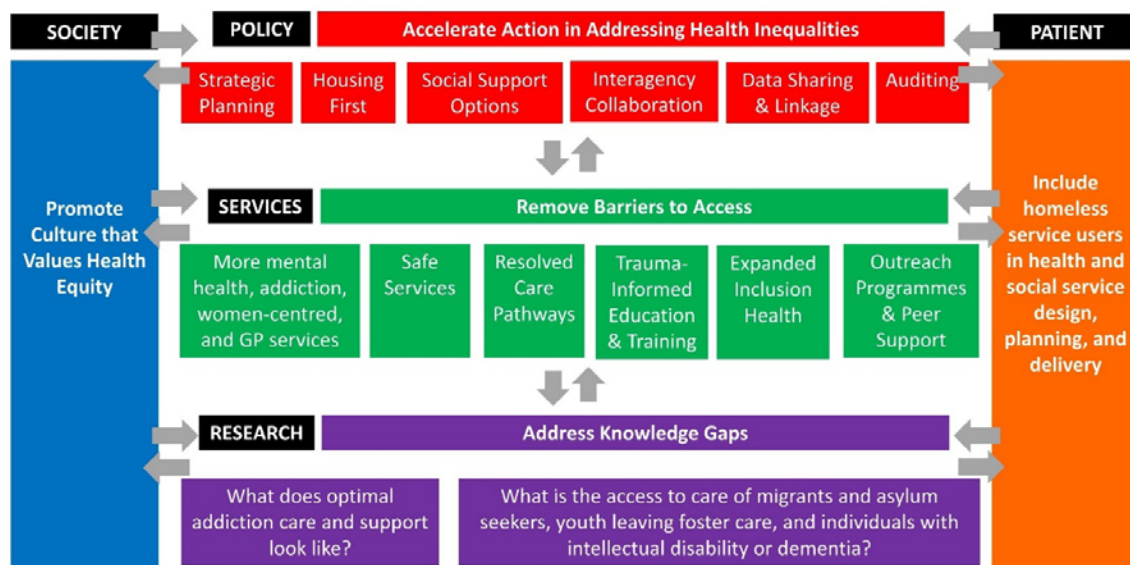 SOCIETY
POLICY
Accelerate Action in Addressing Health Inequalities
PATIENT
Strategic
Planning
Housing
First
Social Support
Options
Interagency
Collaboration
Data Sharing
& Linkage
Auditing
Promote
Culture that
Values Health
Equity
SERVICES
Remove Barriers to Access
More mental
health, addiction,
women-centred,
and GP services
Safe
Services
Resolved
Care
Pathways
Trauma-
Informed
Education
& Training
Expanded
Inclusion
Health
Outreach
Programmes
& Peer
Support
Include
homeless
service users
in health and
social service
design,
planning, and
delivery
RESEARCH
Address Knowledge Gaps
What does optimal
addiction care and support
look like?
What is the access to care of migrants and asylum
seekers, youth leaving foster care, and individuals with
intellectual disability or dementia?